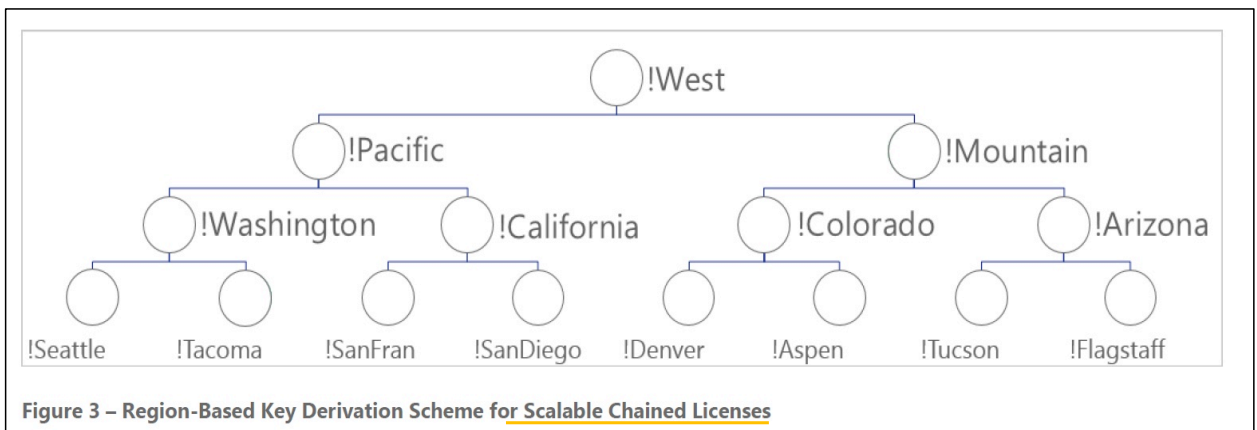 !West
!Pacific
!Mountain
!Washington
!California
!Colorado
!Arizona
!Seattle
!Tacoma
!SanFran
!SanDiego
!Denver
!Aspen
!Tucson
!Flagstaff
Figure 3 – Region-Based Key Derivation Scheme for Scalable Chained Licenses